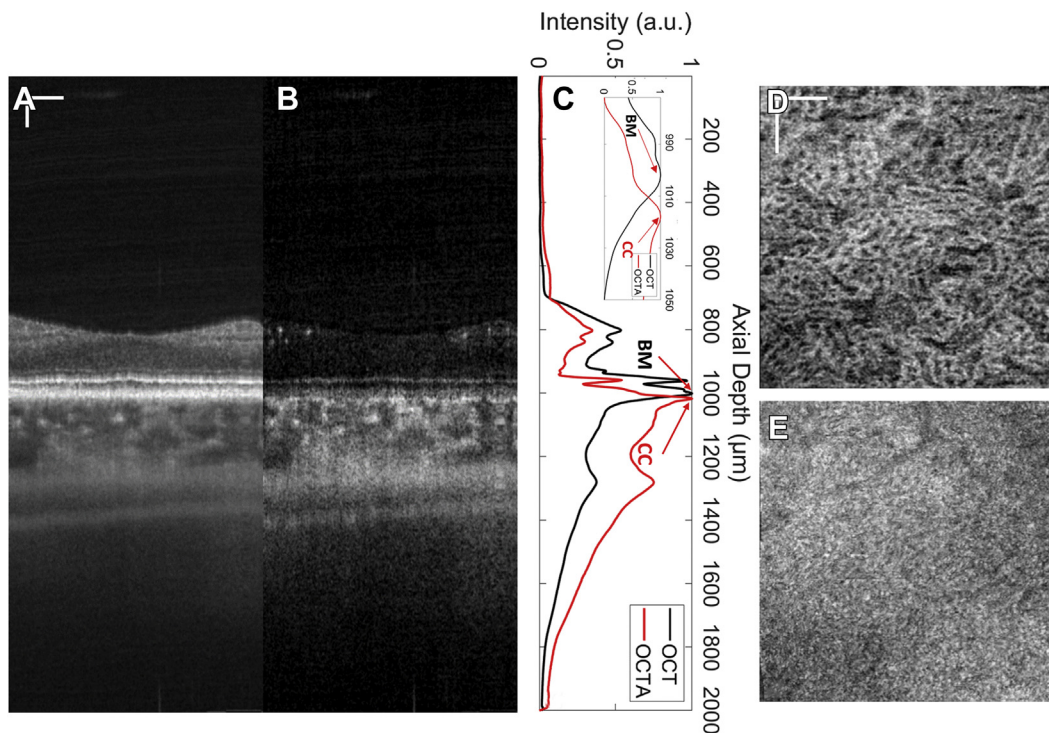 A
B
C
Intensity (a.u.)
0
0.5
1
200
400
600
800
1000
1200
1400
1600
1800
2000
Axial Depth (µm)
0
0.5
1
990
1010
1030
1050
BM
CC
OCT
OCTA
BM
CC
OCT
OCTA
D
E